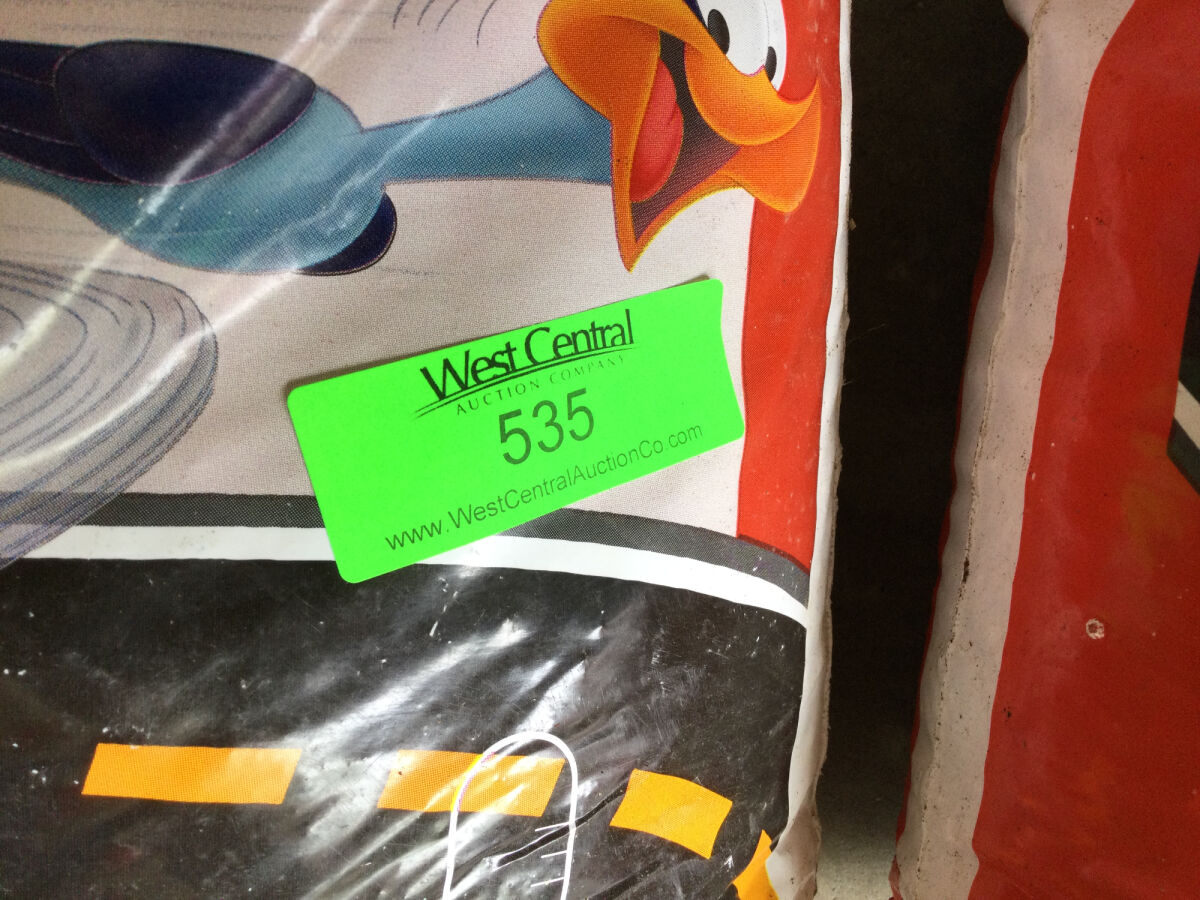 West Central
AUCTION COMPANY
535
www.WestCentralAuctionCo.com